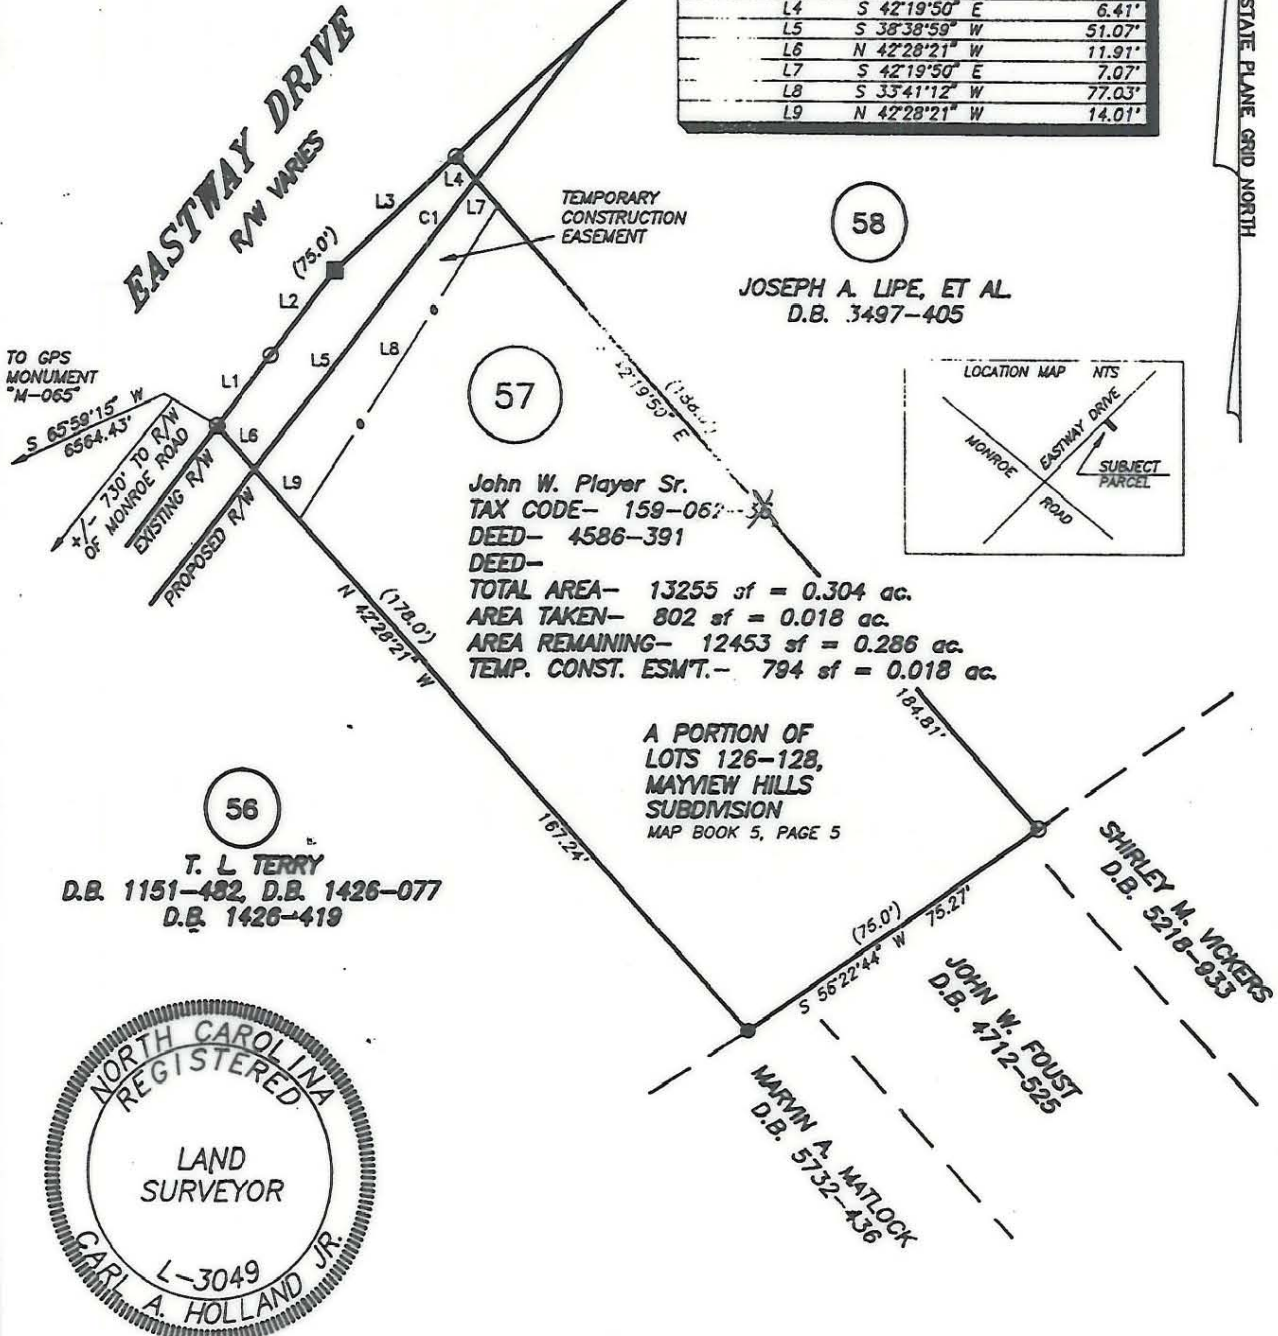 L4 S 42°19'50" E 6.41'
L5 S 38°38'59" W 51.07'
L6 N 42°28'21" W 11.91'
L7 S 42°19'50" E 7.07'
L8 S 33°41'12" W 77.03'
L9 N 42°28'21" W 14.01'
STATE PLANE GRID NORTH
EASTWAY DRIVE
R/W VARIES
L4
L3
C1
L7
(75.0')
L2
L5
L8
L1
L6
L9
TEMPORARY
CONSTRUCTION
EASEMENT
58
JOSEPH A. LIPE, ET AL.
D.B. 3497-405
TO GPS
MONUMENT
"M-065"
S 65°59'15" W
6564.43'
+/- 730' TO R/W
OF MONROE ROAD
EXISTING R/W
PROPOSED R/W
57
2°19'50" E
LOCATION MAP NTS
EASTWAY DRIVE
MONROE
ROAD
SUBJECT
PARCEL
John W. Player Sr.
TAX CODE- 159-062-
DEED- 4586-391
DEED-
TOTAL AREA- 13255 sf = 0.304 ac.
AREA TAKEN- 802 sf = 0.018 ac.
AREA REMAINING- 12453 sf = 0.286 ac.
TEMP. CONST. ESM'T.- 794 sf = 0.018 ac.
(178.0')
N 42°28'21" W
167.24'
184.81'
A PORTION OF
LOTS 126-128,
MAYVIEW HILLS
SUBDIVISION
MAP BOOK 5, PAGE 5
56
T. L. TERRY
D.B. 1151-482, D.B. 1426-077
D.B. 1426-419
(75.0')
S 56°22'44" W 75.27'
SHIRLEY M. VICKERS
D.B. 5218-933
JOHN W. FOUST
D.B. 4712-525
MARVIN A. MATLOCK
D.B. 5732-436
NORTH CAROLINA
REGISTERED
LAND
SURVEYOR
L-3049
CARL A. HOLLAND JR.